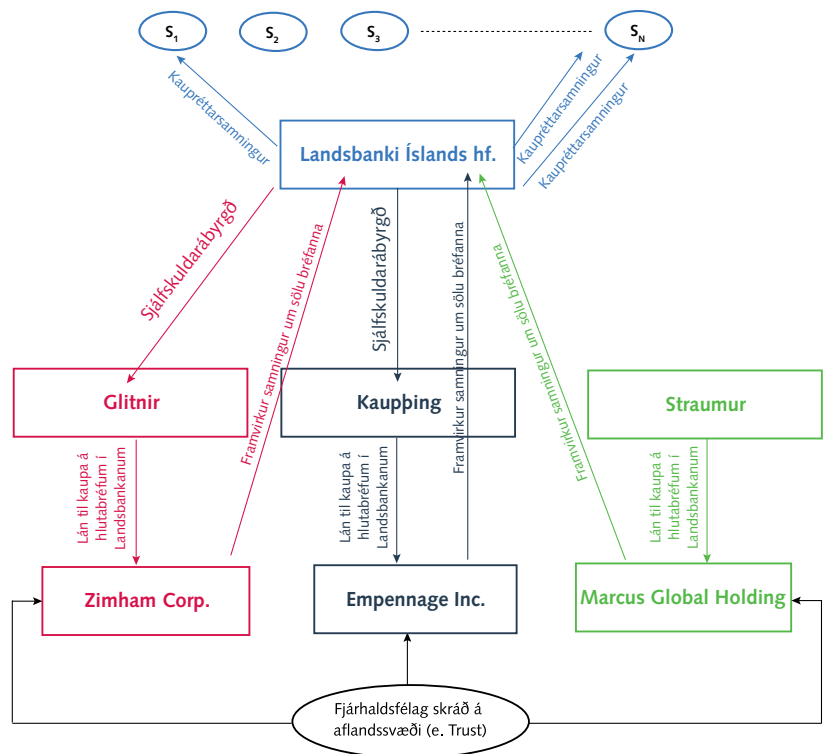 S1
S2
S3
SN
Kaupréttarsamningur
Kaupréttarsamningur
Kaupréttarsamningur
Landsbanki Íslands hf.
Sjálfskuldarábyrgð
Framvirkur samningur um sölu bréfanna
Sjálfskuldarábyrgð
Framvirkur samningur um sölu bréfanna
Framvirkur samningur um sölu bréfanna
Glitnir
Kaupþing
Straumur
Lán til kaupa á
hlutabréfum í
Landsbankanum
Lán til kaupa á
hlutabréfum í
Landsbankanum
Lán til kaupa á
hlutabréfum í
Landsbankanum
Zimham Corp.
Empennage Inc.
Marcus Global Holding
Fjárhaldsfélag skráð á
aflandssvæði (e. Trust)